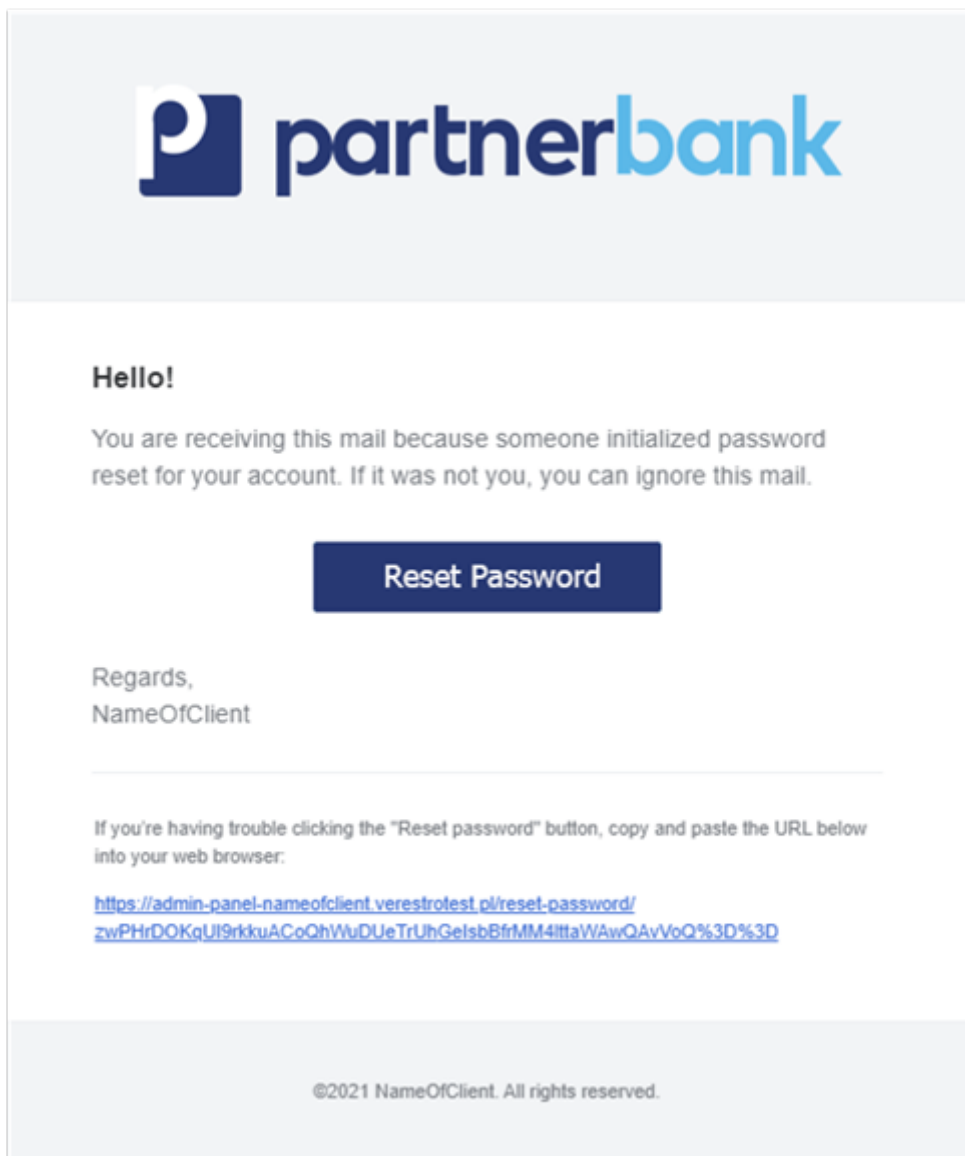 partnerbank
Hello!
You are receiving this mail because someone initialized password
reset for your account. If it was not you, you can ignore this mail.
Reset Password
Regards,
NameOfClient
If you're having trouble clicking the "Reset password" button, copy and paste the URL below
into your web browser:
https://admin-panel-nameofclient.verestrotest.pl/reset-password/
zwPHrDOKqUI9rkkuACoQhWuDUeTrUhGeIsbBfrMM4lttaWAwQAvVoQ%3D%3D
©2021 NameOfClient. All rights reserved.